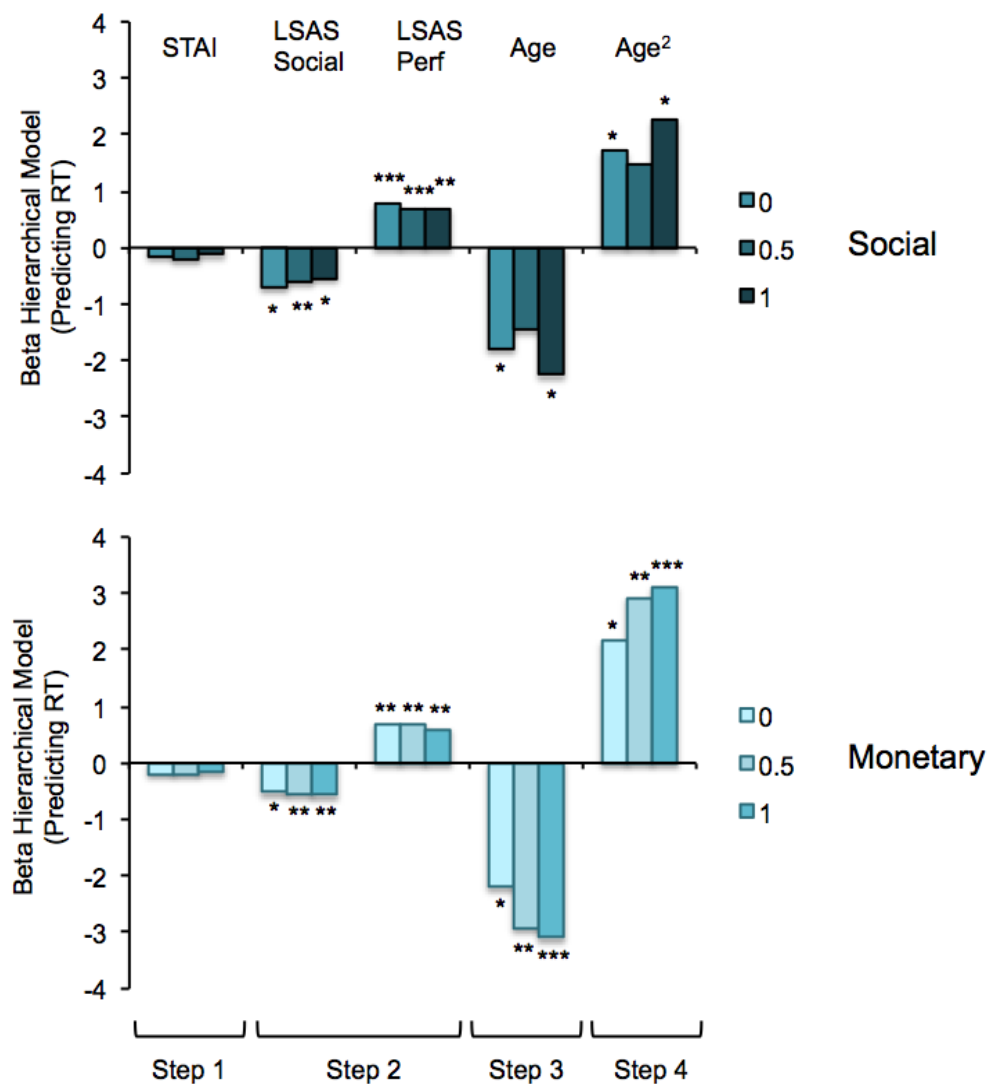 STAI
LSAS
Social
LSAS
Perf
Age
Age²
Beta Hierarchical Model
(Predicting RT)
4
3
2
1
0
-1
-2
-3
-4
*
**
*
***
***
**
*
*
*
*
0
0.5
1
Social
Beta Hierarchical Model
(Predicting RT)
4
3
2
1
0
-1
-2
-3
-4
*
**
**
**
**
**
*
**
***
*
**
***
0
0.5
1
Monetary
Step 1
Step 2
Step 3
Step 4